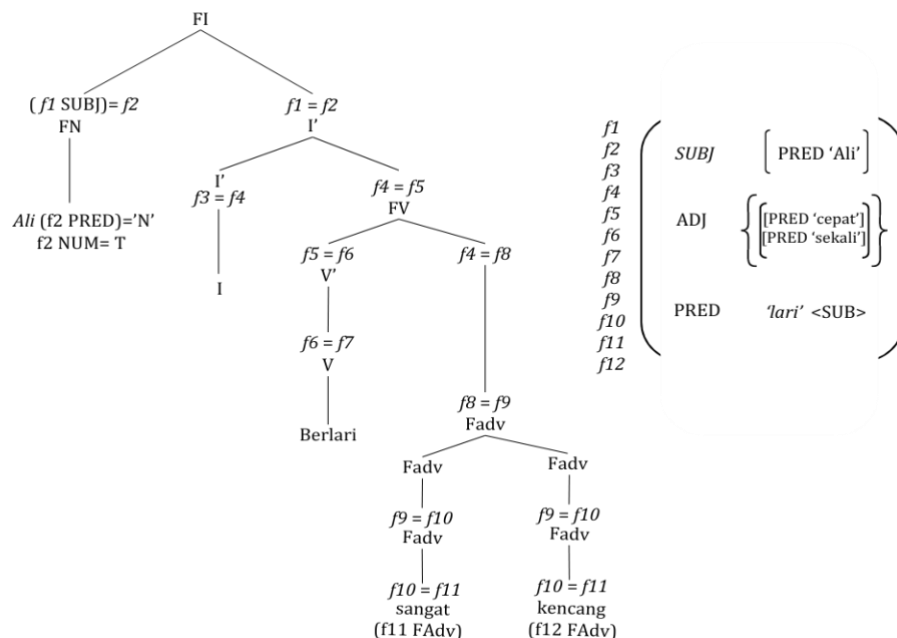 FI
( f1 SUBJ)= f2
FN
f1 = f2
I'
I'
f3 = f4
f4 = f5
FV
Ali (f2 PRED)='N'
f2 NUM= T
I
f5 = f6
V'
f4 = f8
f6 = f7
V
Berlari
f8 = f9
Fadv
Fadv
Fadv
f9 = f10
Fadv
f9 = f10
Fadv
f10 = f11
sangat
(f11 FAdv)
f10 = f11
kencang
(f12 FAdv)
f1
f2
f3
f4
f5
f6
f7
f8
f9
f10
f11
f12
SUBJ [PRED 'Ali']
ADJ {[[PRED 'cepat']
[PRED 'sekali']]}
PRED 'lari' <SUB>